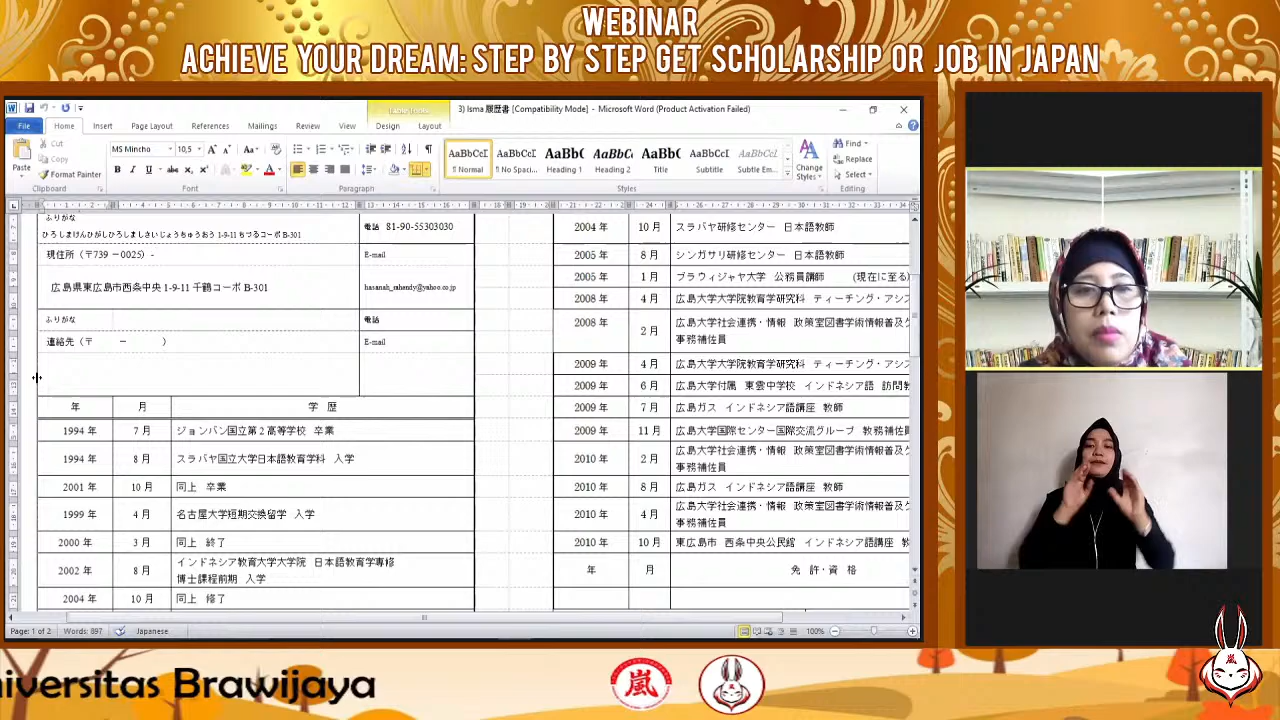 WEBINAR
ACHIEVE YOUR DREAM: STEP BY STEP GET SCHOLARSHIP OR JOB IN JAPAN
3) Isma 履歴書 [Compatibility Mode] - Microsoft Word (Product Activation Failed)
File Home Insert Page Layout References Mailings Review View Design Layout
Paste
Cut
Copy
Format Painter
Clipboard
MS Mincho 10,5
Font
Paragraph
AaBbCcI AaBbCcI AaBbC AaBbCc AaBbC AaBbCcI AaBbCcI
Normal No Spaci... Heading 1 Heading 2 Title Subtitle Subtle Em...
Styles
Change Styles
Find
Replace
Select
Editing
ふりがな
ひろしまけんひがしひろしましさいじょうちゅうおう1-9-11 ちづるコーポ B-301
電話 81-90-55303030
現住所（〒739 －0025）-
E-mail
広島県東広島市西条中央 1-9-11 千鶴コーポ B-301
hasanah_rahendy@yahoo.co.jp
ふりがな
電話
連絡先（〒 － ）
E-mail
年 月 学 歴
1994 年 7 月 ジョンバン国立第２高等学校 卒業
1994 年 8 月 スラバヤ国立大学日本語教育学科 入学
2001 年 10 月 同上 卒業
1999 年 4 月 名古屋大学短期交換留学 入学
2000 年 3 月 同上 終了
2002 年 8 月 インドネシア教育大学大学院 日本語教育学専修
博士課程前期 入学
2004 年 10 月 同上 修了
2004 年 10 月 スラバヤ研修センター 日本語教師
2005 年 8 月 シンガサリ研修センター 日本語教師
2005 年 1 月 ブラウィジャヤ大学 公務員講師 (現在に至る)
2008 年 4 月 広島大学大学院教育学研究科 ティーチング・アシス
2008 年 2 月 広島大学社会連携・情報 政策室図書学術情報普及
事務補佐員
2009 年 4 月 広島大学大学院教育学研究科 ティーチング・アシス
2009 年 6 月 広島大学付属 東雲中学校 インドネシア語 訪問
2009 年 7 月 広島ガス インドネシア語講座 教師
2009 年 11 月 広島大学国際センター国際交流グループ 教務補佐員
2010 年 2 月 広島大学社会連携・情報 政策室図書学術情報普及
事務補佐員
2010 年 8 月 広島ガス インドネシア語講座 教師
2010 年 4 月 広島大学社会連携・情報 政策室図書学術情報普及
事務補佐員
2010 年 10 月 東広島市 西条中央公民館 インドネシア語講座
年 月 免 許・資 格
Page: 1 of 2 Words: 897 Japanese 100%
niversitas Brawijaya
嵐
嵐